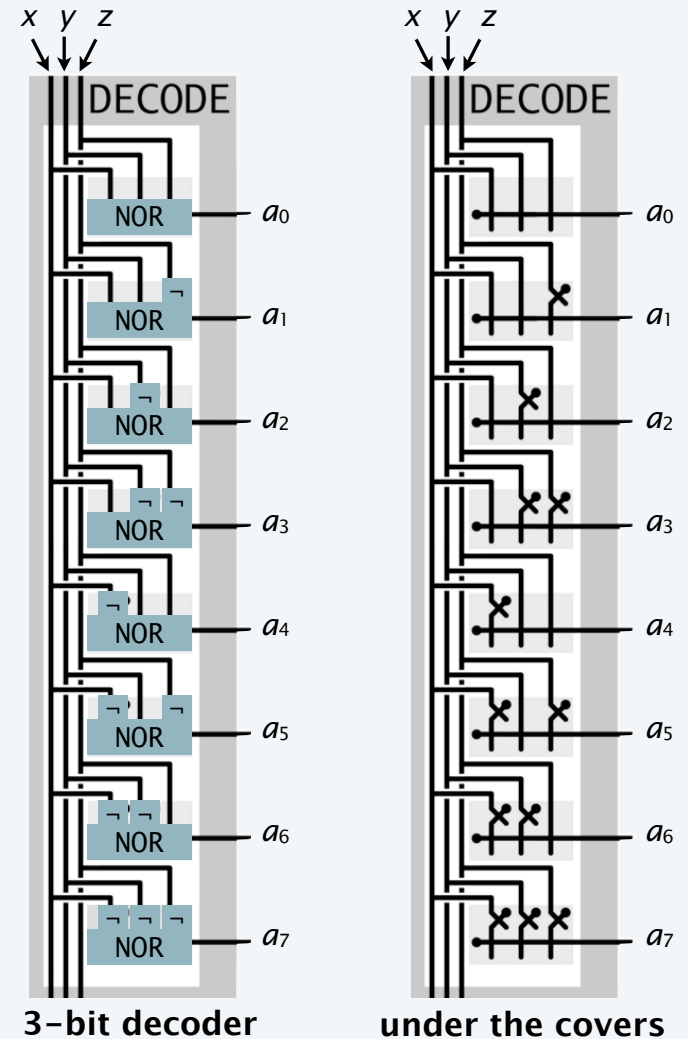 x y z x y z
DECODE DECODE
NOR a0 a0
¬
NOR a1 a1
¬
NOR a2 a2
¬ ¬
NOR a3 a3
¬
NOR a4 a4
¬ ¬
NOR a5 a5
¬ ¬
NOR a6 a6
¬ ¬ ¬
NOR a7 a7
3-bit decoder under the covers